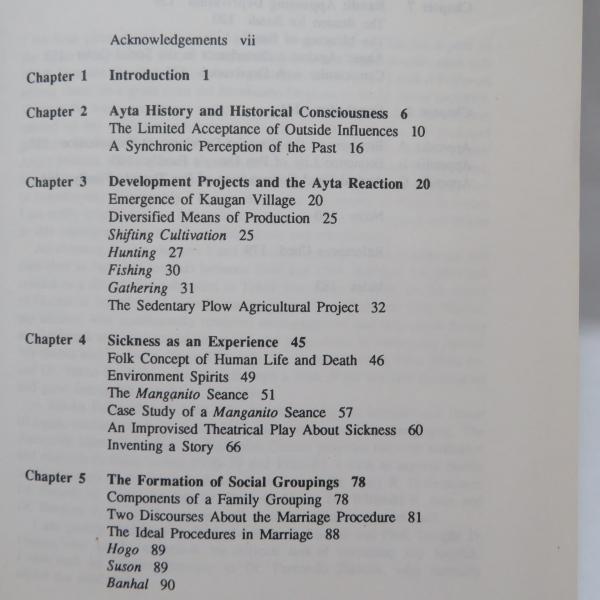 Acknowledgements vii
Chapter 1 Introduction 1
Chapter 2 Ayta History and Historical Consciousness 6
The Limited Acceptance of Outside Influences 10
A Synchronic Perception of the Past 16
Chapter 3 Development Projects and the Ayta Reaction 20
Emergence of Kaugan Village 20
Diversified Means of Production 25
Shifting Cultivation 25
Hunting 27
Fishing 30
Gathering 31
The Sedentary Plow Agricultural Project 32
Chapter 4 Sickness as an Experience 45
Folk Concept of Human Life and Death 46
Environment Spirits 49
The Manganito Seance 51
Case Study of a Manganito Seance 57
An Improvised Theatrical Play About Sickness 60
Inventing a Story 66
Chapter 5 The Formation of Social Groupings 78
Components of a Family Grouping 78
Two Discourses About the Marriage Procedure 81
The Ideal Procedures in Marriage 88
Hogo 89
Suson 89
Banhal 90